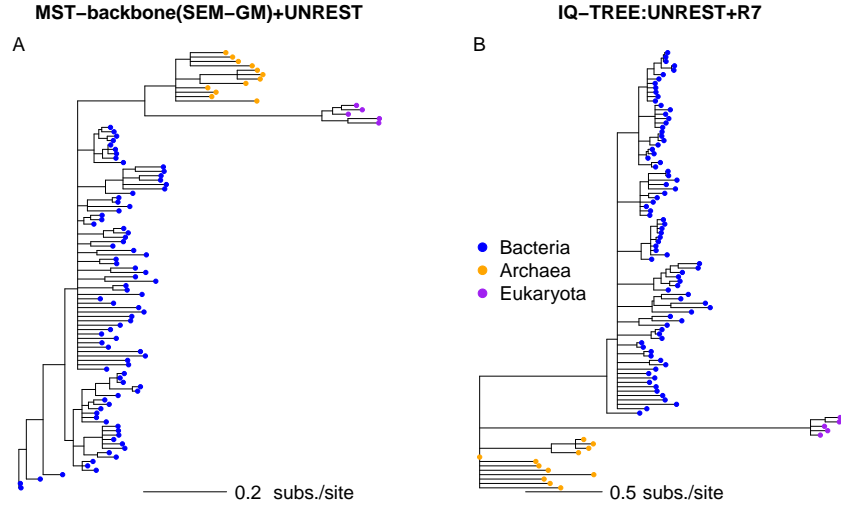 MST−backbone(SEM−GM)+UNREST
IQ−TREE:UNREST+R7
A
B
Bacteria
Archaea
Eukaryota
0.2 subs./site
0.5 subs./site